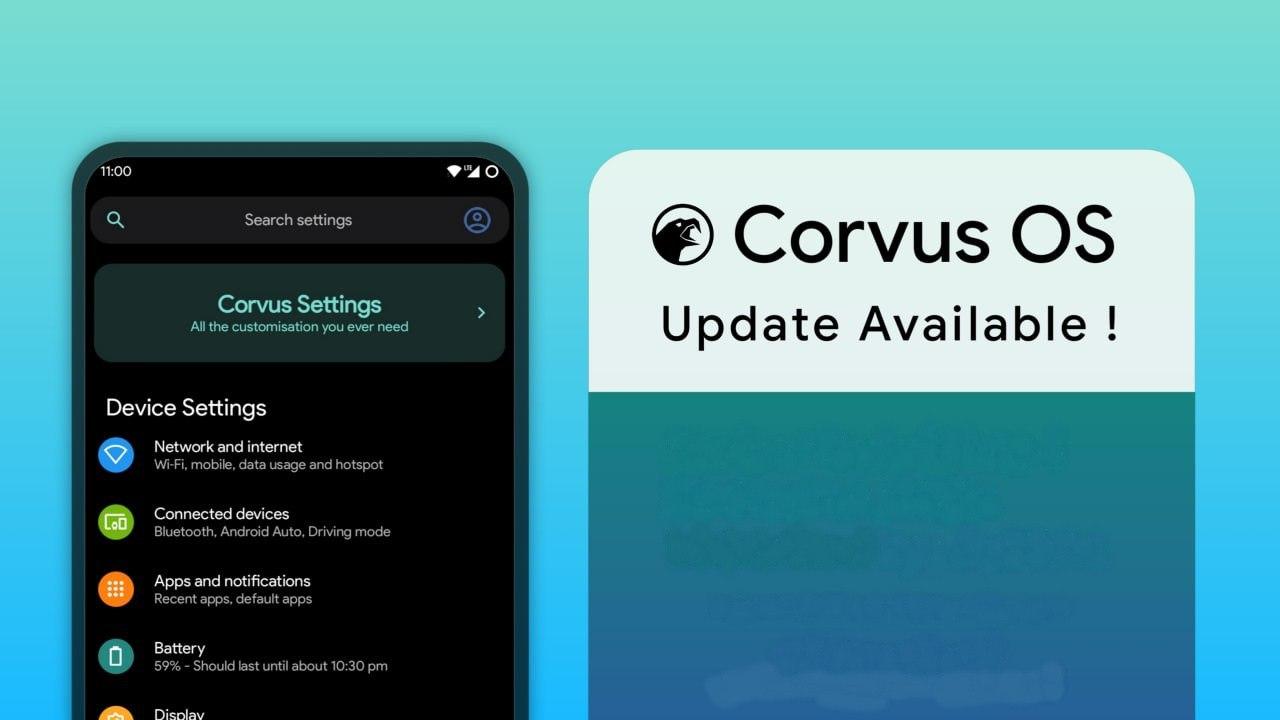 11:00
LTE
Search settings
Corvus Settings
All the customisation you ever need
Device Settings
Network and internet
Wi-Fi, mobile, data usage and hotspot
Connected devices
Bluetooth, Android Auto, Driving mode
Apps and notifications
Recent apps, default apps
Battery
59% - Should last until about 10:30 pm
Display
Corvus OS
Update Available !